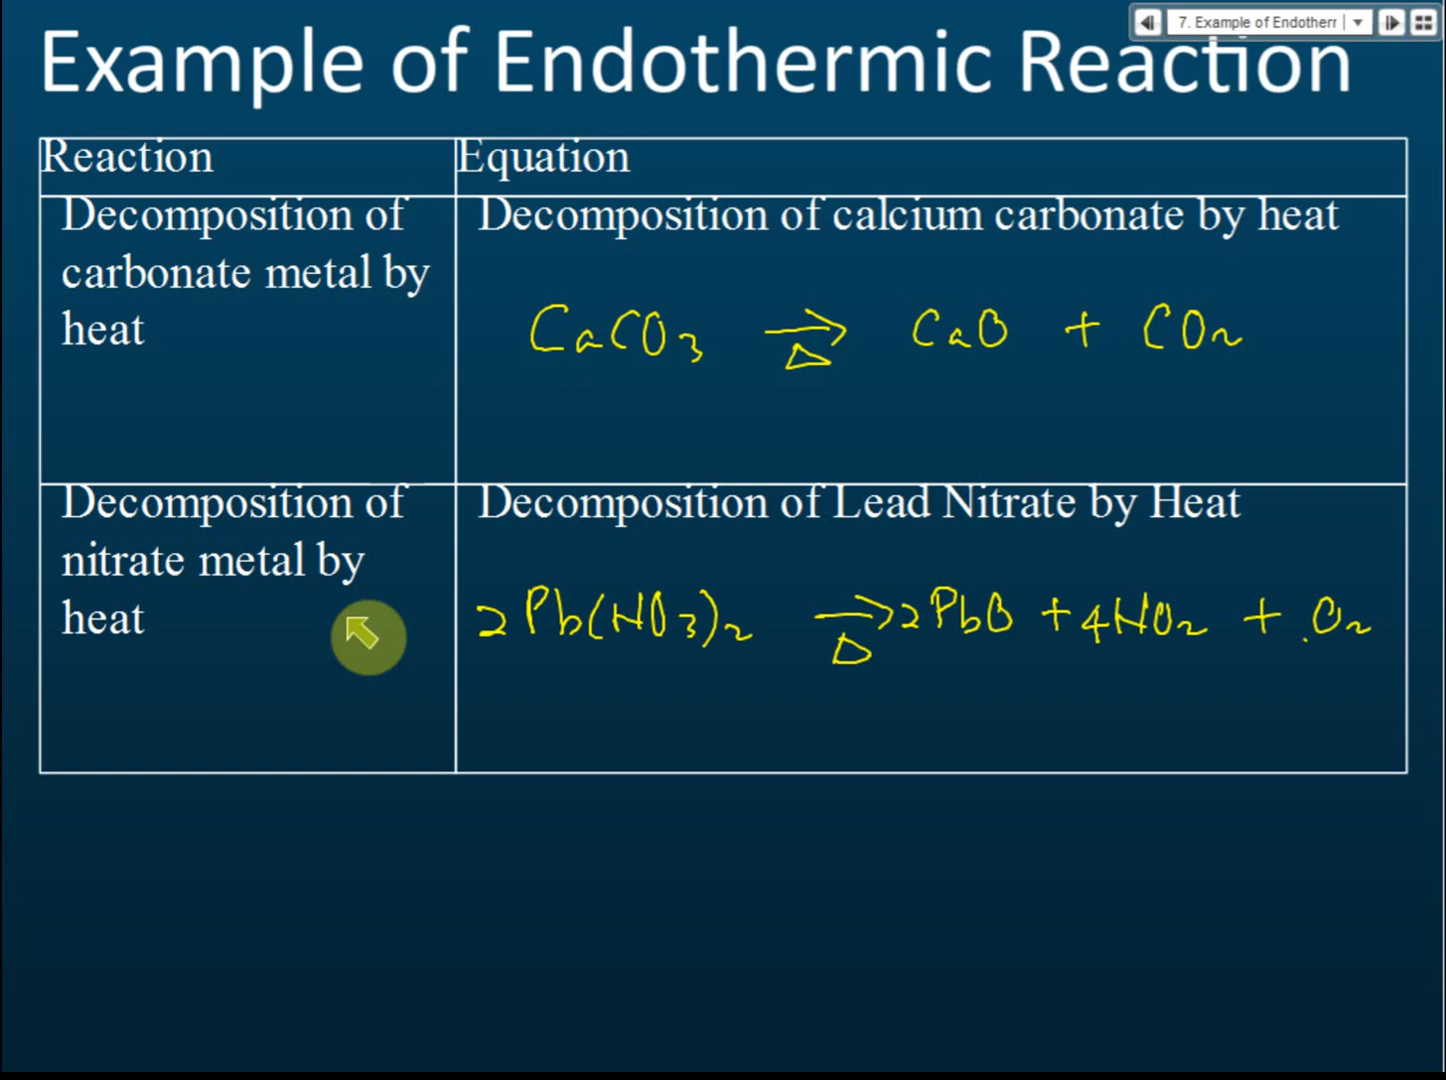 7. Example of Endotherr
Example of Endothermic Reaction
Reaction
Equation
Decomposition of
carbonate metal by
heat
Decomposition of calcium carbonate by heat
CaCO3 → Δ CaO + CO2
Decomposition of
nitrate metal by
heat
Decomposition of Lead Nitrate by Heat
2Pb(NO3)2 → Δ 2PbO + 4NO2 + O2